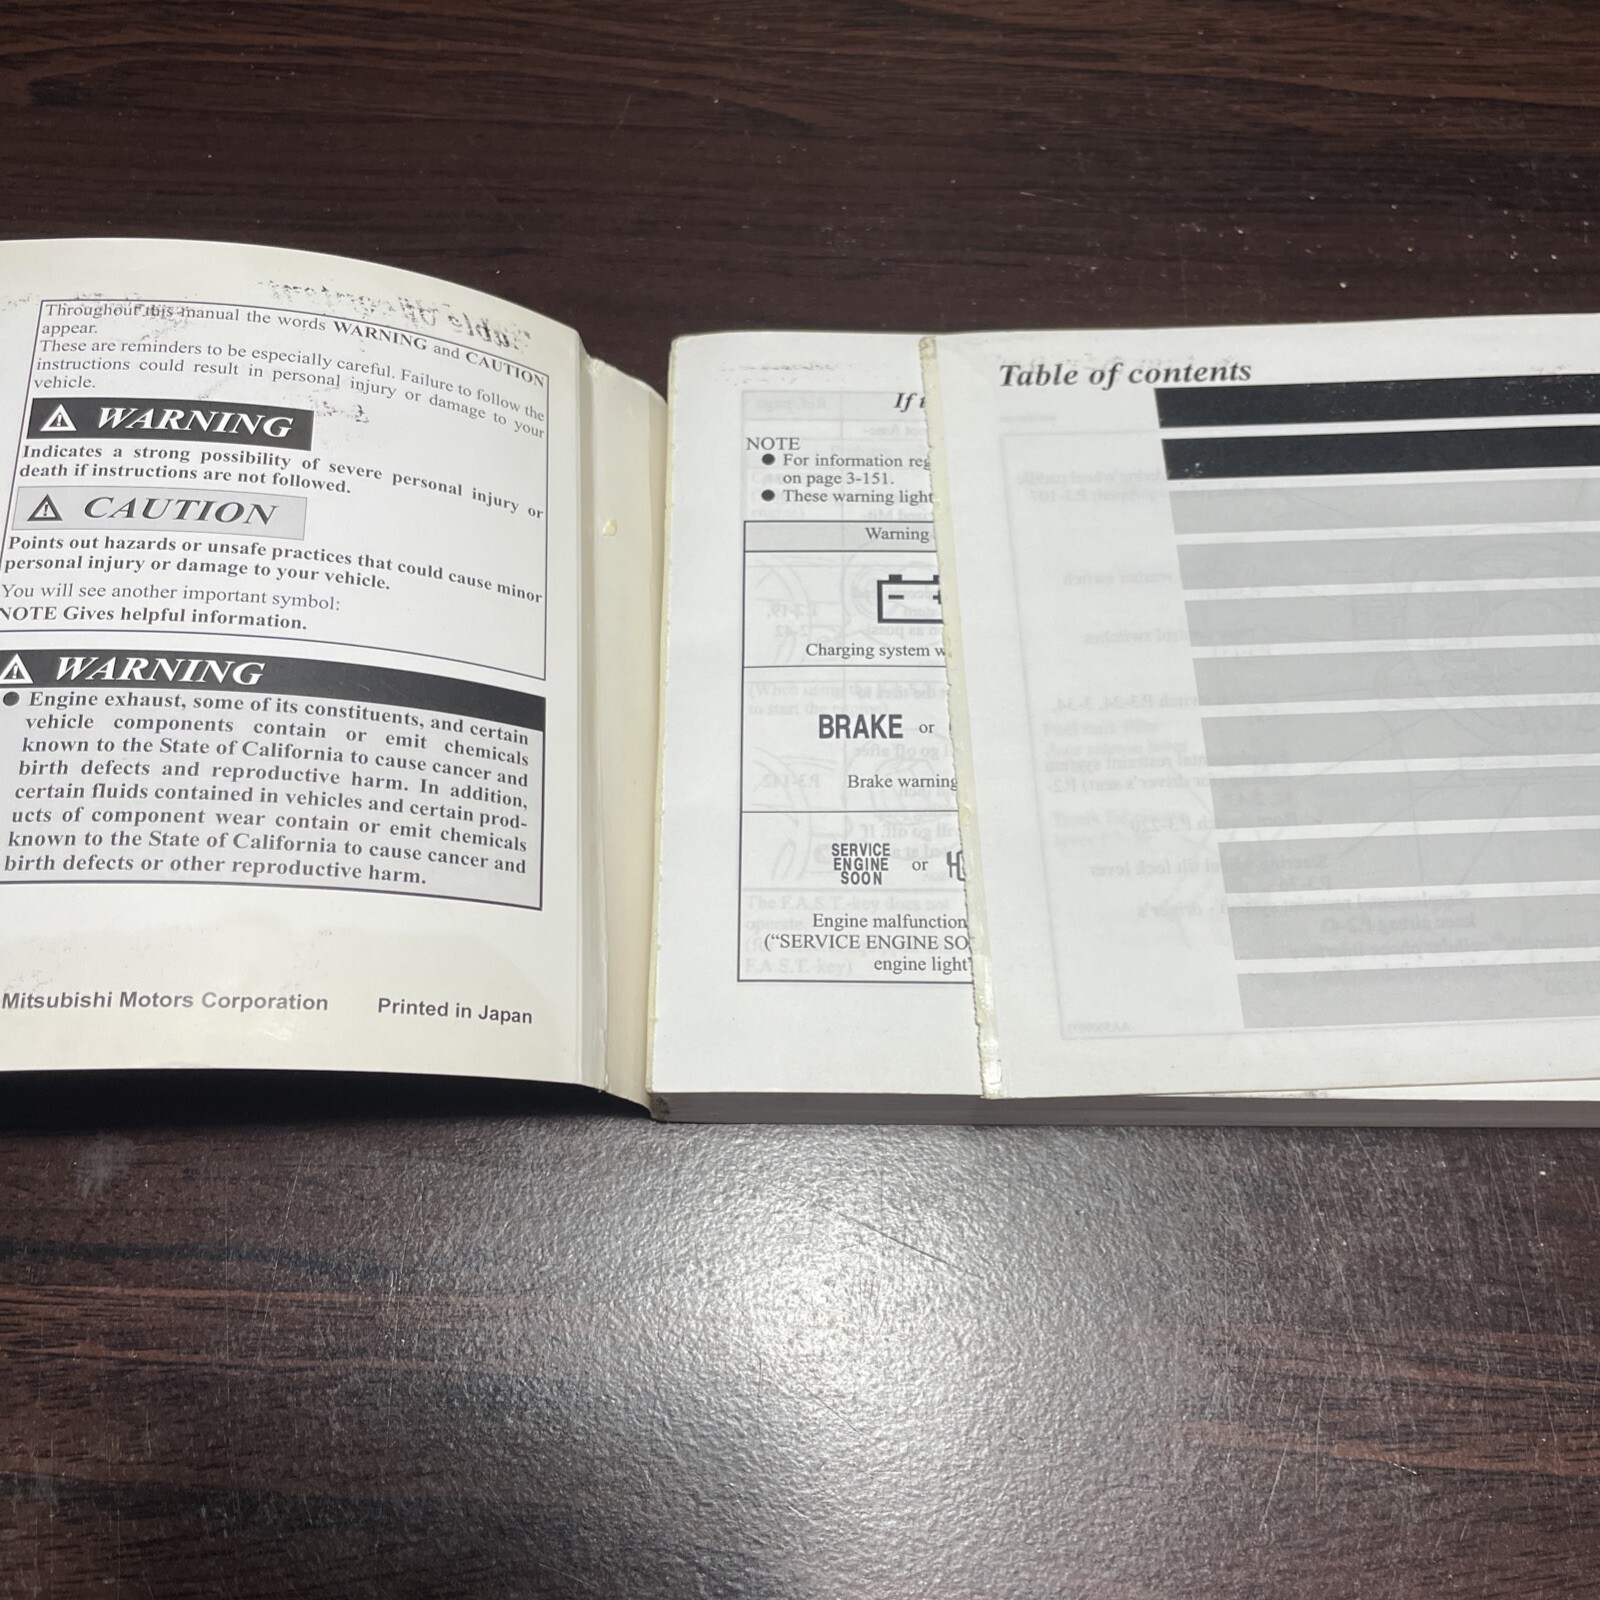 Throughout this manual the words WARNING and CAUTION
appear.
These are reminders to be especially careful. Failure to follow the
instructions could result in personal injury or damage to your
vehicle.
WARNING
Indicates a strong possibility of severe personal injury or
death if instructions are not followed.
CAUTION
Points out hazards or unsafe practices that could cause minor
personal injury or damage to your vehicle.
You will see another important symbol:
NOTE Gives helpful information.
WARNING
● Engine exhaust, some of its constituents, and certain
vehicle components contain or emit chemicals
known to the State of California to cause cancer and
birth defects and reproductive harm. In addition,
certain fluids contained in vehicles and certain prod-
ucts of component wear contain or emit chemicals
known to the State of California to cause cancer and
birth defects or other reproductive harm.
Mitsubishi Motors Corporation Printed in Japan
If
NOTE
● For information reg
on page 3-151.
● These warning light
Warning
Charging system w
BRAKE or
Brake warning
SERVICE
ENGINE
SOON
or
Engine malfunction
(“SERVICE ENGINE SO
engine light”
Table of contents